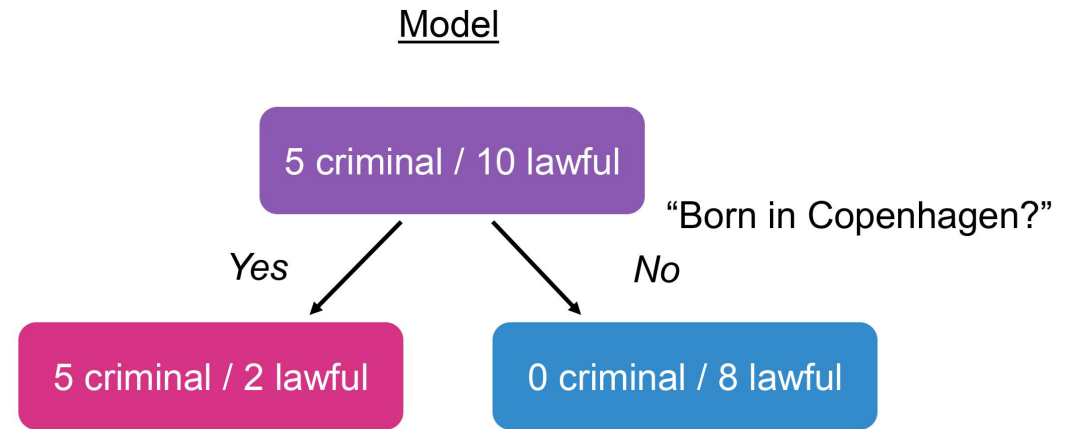 Model
5 criminal / 10 lawful
“Born in Copenhagen?”
Yes
No
5 criminal / 2 lawful
0 criminal / 8 lawful